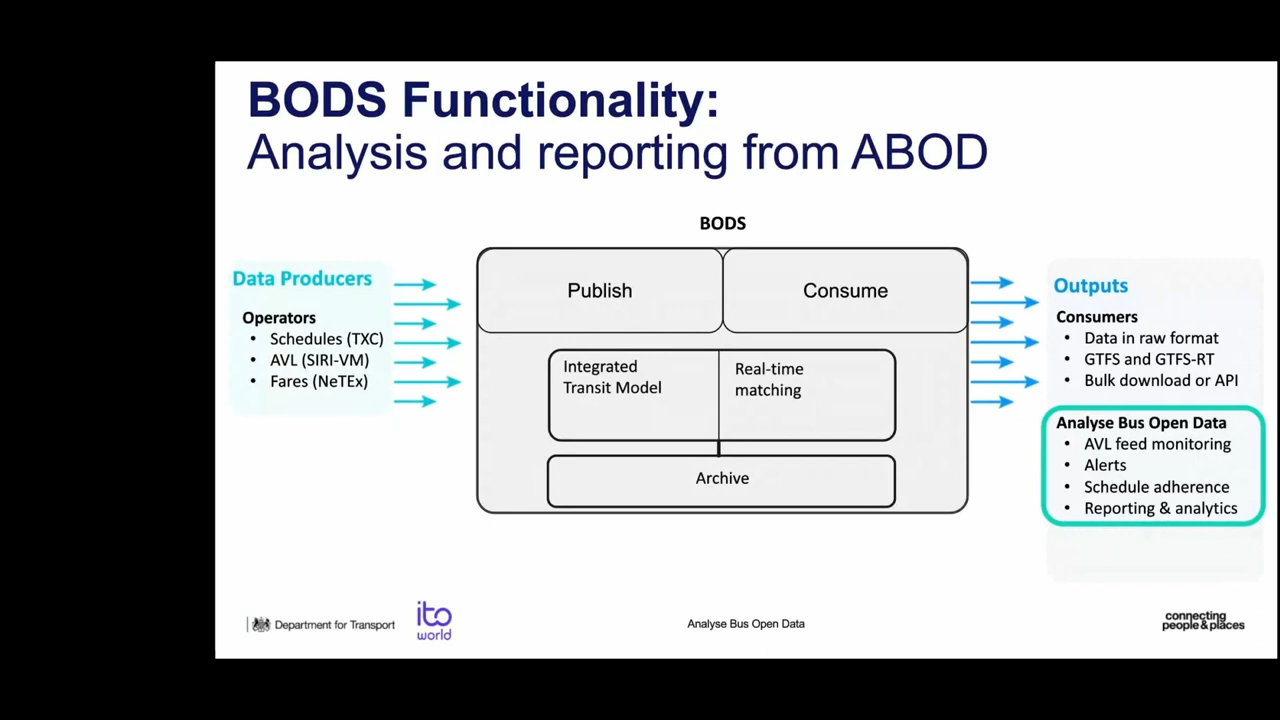 BODS Functionality:
Analysis and reporting from ABOD
BODS
Data Producers
Operators
• Schedules (TXC)
• AVL (SIRI-VM)
• Fares (NeTEx)
Publish
Consume
Integrated
Transit Model
Real-time
matching
Archive
Outputs
Consumers
• Data in raw format
• GTFS and GTFS-RT
• Bulk download or API
Analyse Bus Open Data
• AVL feed monitoring
• Alerts
• Schedule adherence
• Reporting & analytics
Department for Transport
ito
world
Analyse Bus Open Data
connecting
people&places